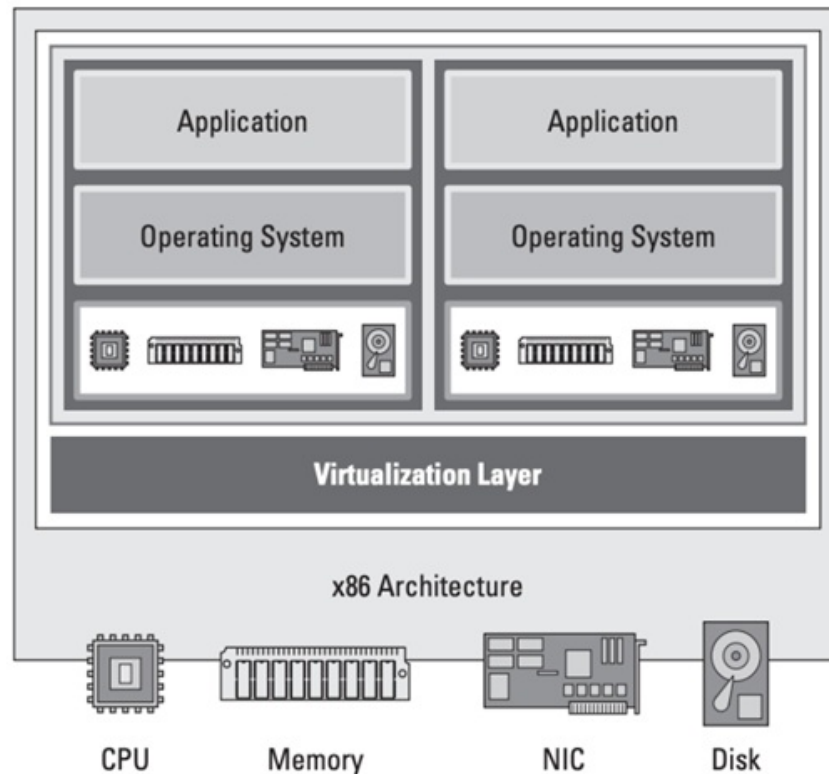 Application
Application
Operating System
Operating System
Virtualization Layer
x86 Architecture
CPU
Memory
NIC
Disk